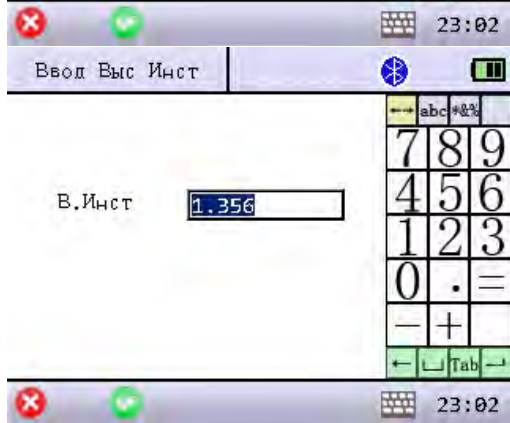 23:02
Ввод Выс Инст
←→ abc *&%
7 8 9
В.Инст 1.356
4 5 6
1 2 3
0 . =
- +
← Tab
23:02